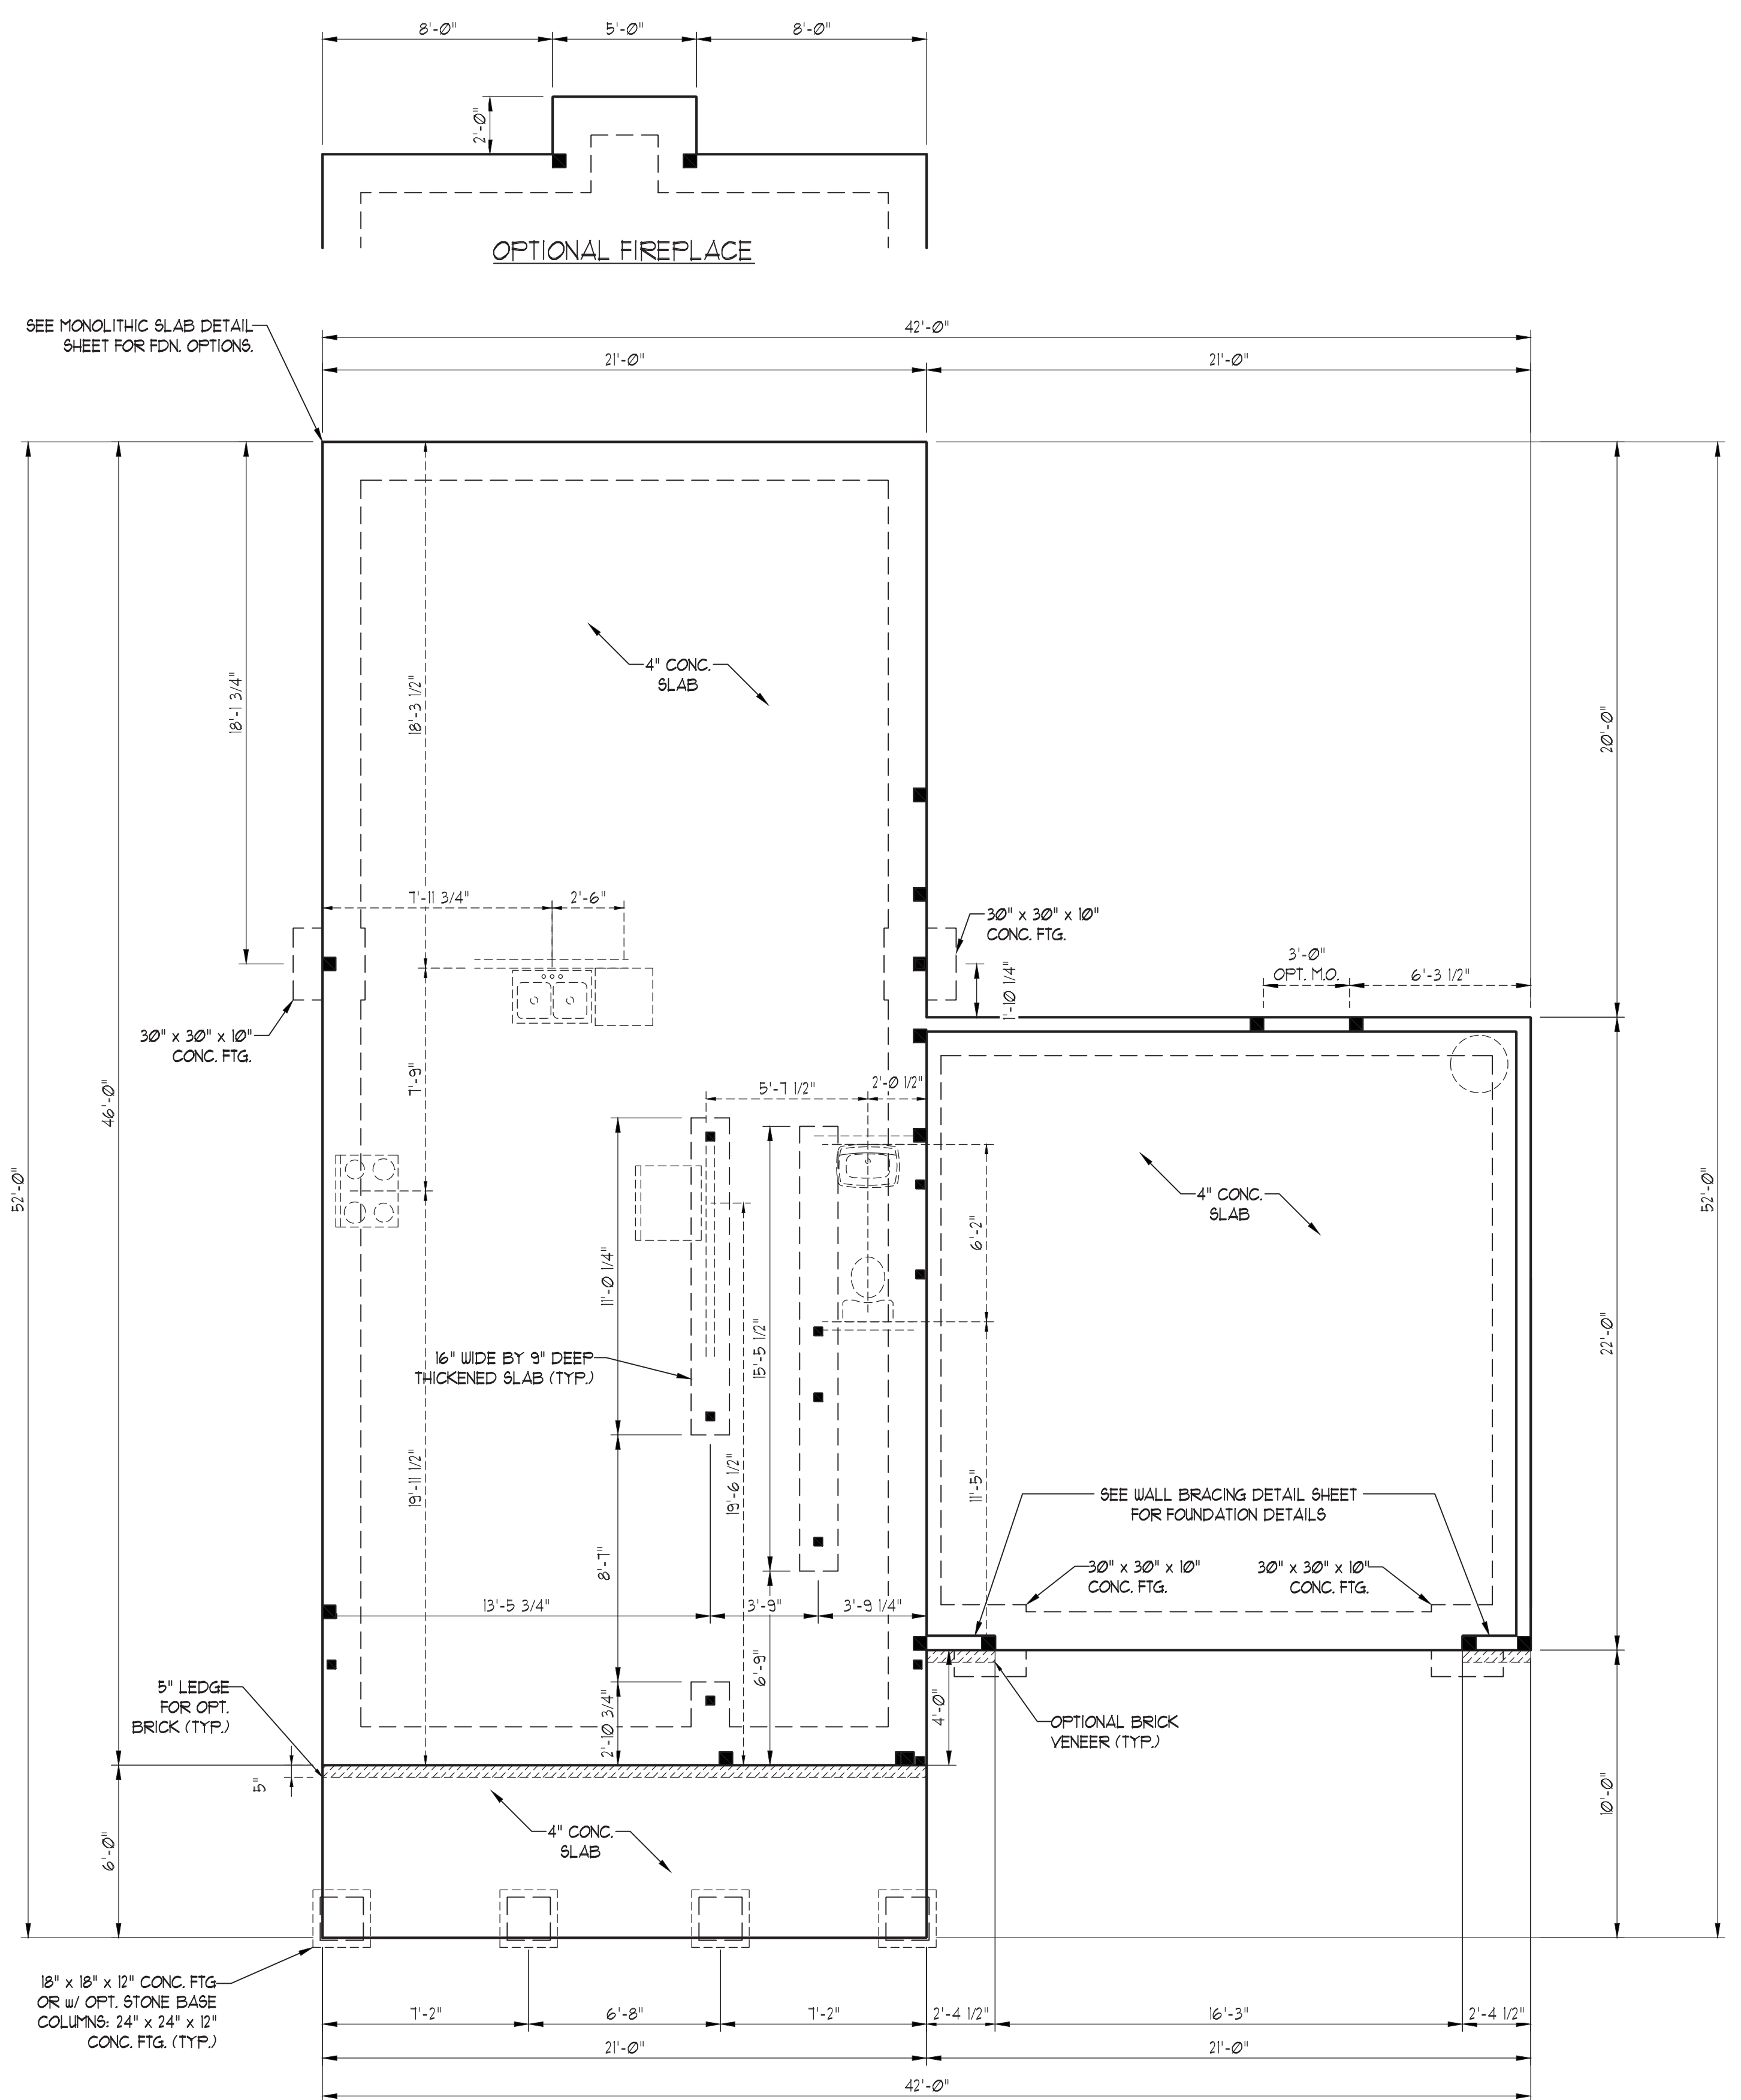 8'-0"
5'-0"
8'-0"
2'-0"
OPTIONAL FIREPLACE
SEE MONOLITHIC SLAB DETAIL
SHEET FOR FDN. OPTIONS.
42'-0"
21'-0"
21'-0"
18'-1 3/4"
18'-3 1/2"
4" CONC.
SLAB
20'-0"
7'-11 3/4"
2'-6"
30" x 30" x 10"
CONC. FTG.
1'-10 1/4"
3'-0"
OPT. M.O.
6'-3 1/2"
30" x 30" x 10"
CONC. FTG.
7'-9"
5'-7 1/2"
2'-0 1/2"
46'-0"
52'-0"
4" CONC.
SLAB
52'-0"
6'-2"
11'-0 1/4"
15'-5 1/2"
22'-0"
16" WIDE BY 9" DEEP
THICKENED SLAB (TYP.)
19'-11 1/2"
19'-6 1/2"
11'-5"
SEE WALL BRACING DETAIL SHEET
FOR FOUNDATION DETAILS
8'-7"
30" x 30" x 10"
CONC. FTG.
30" x 30" x 10"
CONC. FTG.
13'-5 3/4"
3'-9"
3'-9 1/4"
6'-9"
5" LEDGE
FOR OPT.
BRICK (TYP.)
2'-10 3/4"
4'-0"
OPTIONAL BRICK
VENEER (TYP.)
5"
10'-0"
4" CONC.
SLAB
6'-0"
18" x 18" x 12" CONC. FTG
OR w/ OPT. STONE BASE
COLUMNS: 24" x 24" x 12"
CONC. FTG. (TYP.)
7'-2"
6'-8"
7'-2"
2'-4 1/2"
16'-3"
2'-4 1/2"
21'-0"
21'-0"
42'-0"